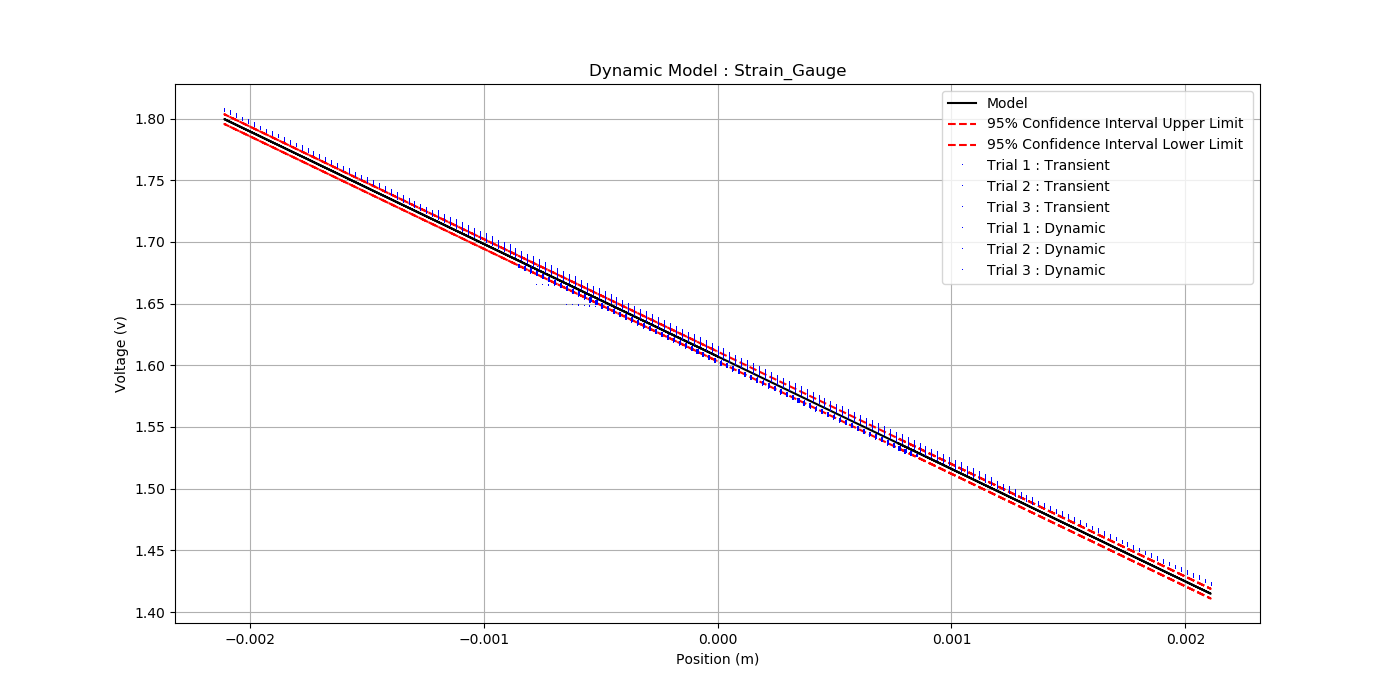 Dynamic Model : Strain_Gauge
Model
95% Confidence Interval Upper Limit
95% Confidence Interval Lower Limit
Trial 1 : Transient
Trial 2 : Transient
Trial 3 : Transient
Trial 1 : Dynamic
Trial 2 : Dynamic
Trial 3 : Dynamic
Voltage (v)
1.80
1.75
1.70
1.65
1.60
1.55
1.50
1.45
1.40
−0.002 −0.001 0.000 0.001 0.002
Position (m)